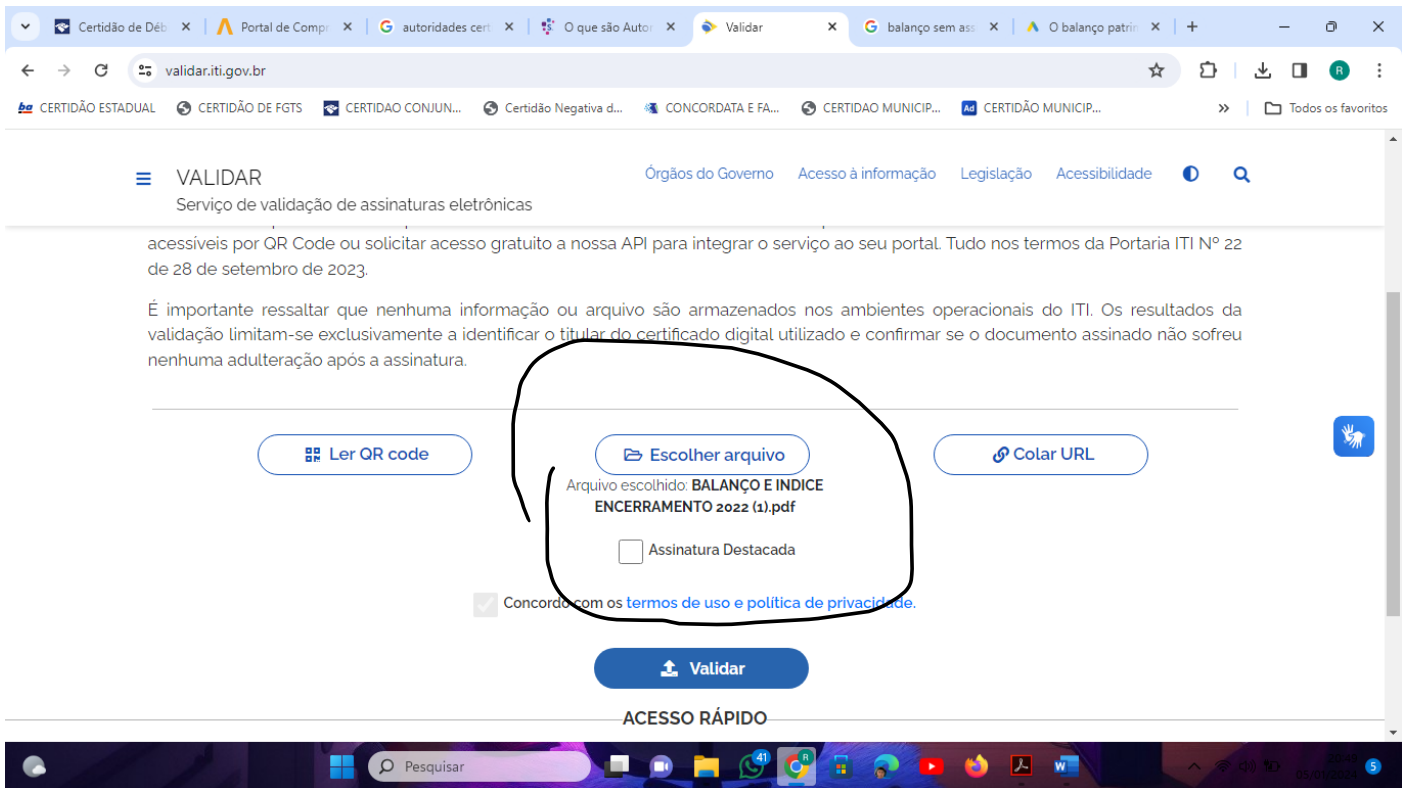 Certidão de Déb
Portal de Compr
autoridades cert
O que são Autor
Validar
balanço sem ass
O balanço patrim
validar.iti.gov.br
R
CERTIDÃO ESTADUAL
CERTIDÃO DE FGTS
CERTIDAO CONJUN...
Certidão Negativa d...
CONCORDATA E FA...
CERTIDAO MUNICIP...
CERTIDÃO MUNICIP...
Todos os favoritos
VALIDAR
Serviço de validação de assinaturas eletrônicas
Órgãos do Governo
Acesso à informação
Legislação
Acessibilidade
acessíveis por QR Code ou solicitar acesso gratuito a nossa API para integrar o serviço ao seu portal. Tudo nos termos da Portaria ITI Nº 22
de 28 de setembro de 2023.
É importante ressaltar que nenhuma informação ou arquivo são armazenados nos ambientes operacionais do ITI. Os resultados da
validação limitam-se exclusivamente a identificar o titular do certificado digital utilizado e confirmar se o documento assinado não sofreu
nenhuma adulteração após a assinatura.
Ler QR code
Escolher arquivo
Colar URL
Arquivo escolhido: BALANÇO E INDICE
ENCERRAMENTO 2022 (1).pdf
Assinatura Destacada
Concordo com os termos de uso e política de privacidade.
Validar
ACESSO RÁPIDO
Pesquisar
41
05/01/2024
5